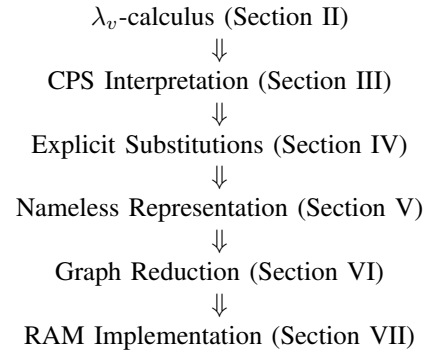 λᵥ-calculus (Section II)
⇓
CPS Interpretation (Section III)
⇓
Explicit Substitutions (Section IV)
⇓
Nameless Representation (Section V)
⇓
Graph Reduction (Section VI)
⇓
RAM Implementation (Section VII)